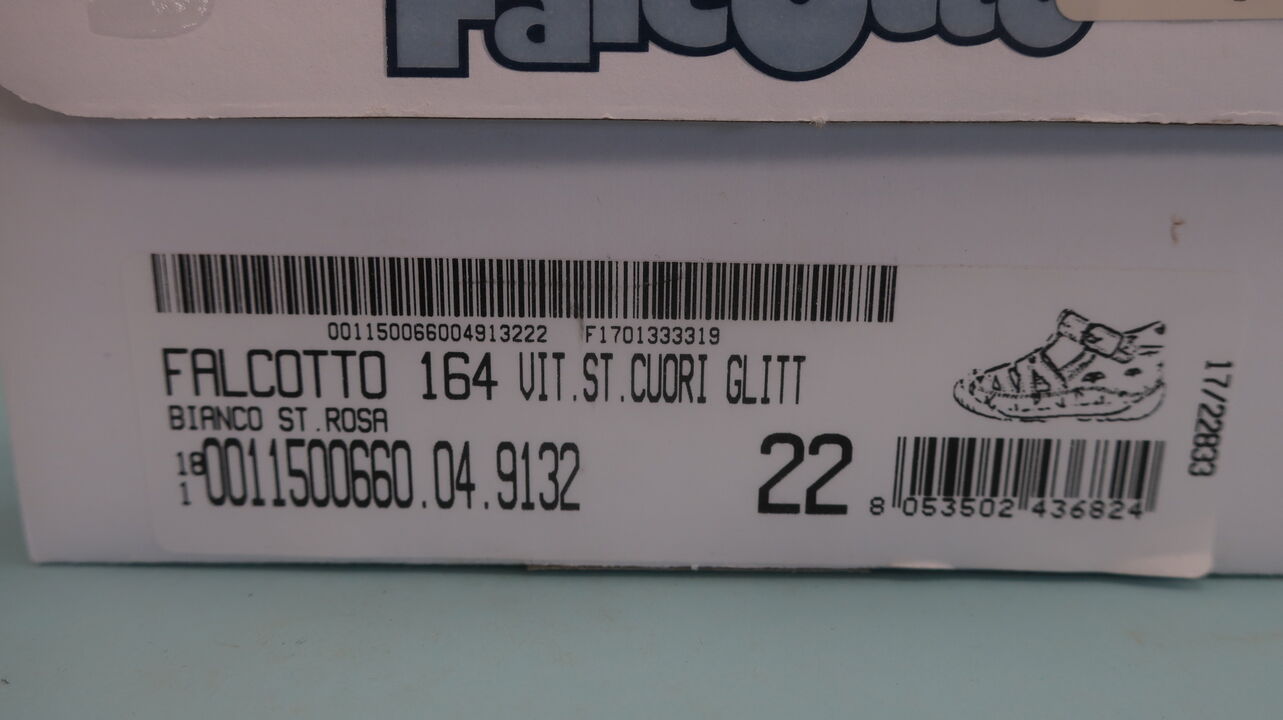 Falcotto
001150066004913222 F1701333319
FALCOTTO 164 VIT.ST.CUORI GLITT
BIANCO ST.ROSA
18
1
0011500660.04.9132
22
8 053502 436824
17/22833